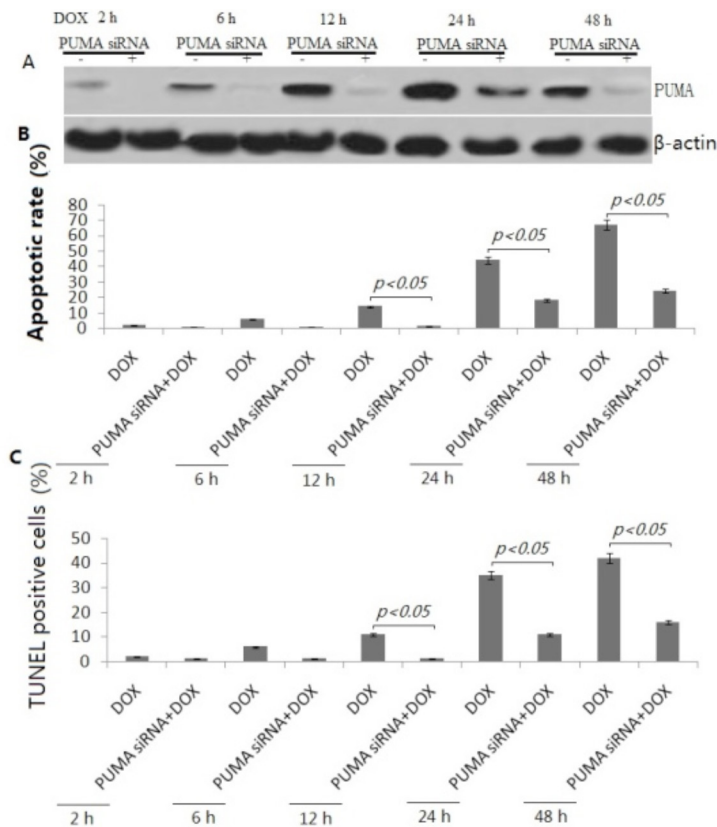 DOX 2 h 6 h 12 h 24 h 48 h
PUMA siRNA PUMA siRNA PUMA siRNA PUMA siRNA PUMA siRNA
A - + - + - + - + - +
PUMA
B
β-actin
Apoptotic rate (%)
80
70
60
50
40
30
20
10
0
p<0.05
p<0.05
p<0.05
DOX PUMA siRNA+DOX DOX PUMA siRNA+DOX DOX PUMA siRNA+DOX DOX PUMA siRNA+DOX DOX PUMA siRNA+DOX
2 h 6 h 12 h 24 h 48 h
C
TUNEL positive cells (%)
50
40
30
20
10
0
p<0.05
p<0.05
p<0.05
DOX PUMA siRNA+DOX DOX PUMA siRNA+DOX DOX PUMA siRNA+DOX DOX PUMA siRNA+DOX DOX PUMA siRNA+DOX
2 h 6 h 12 h 24 h 48 h